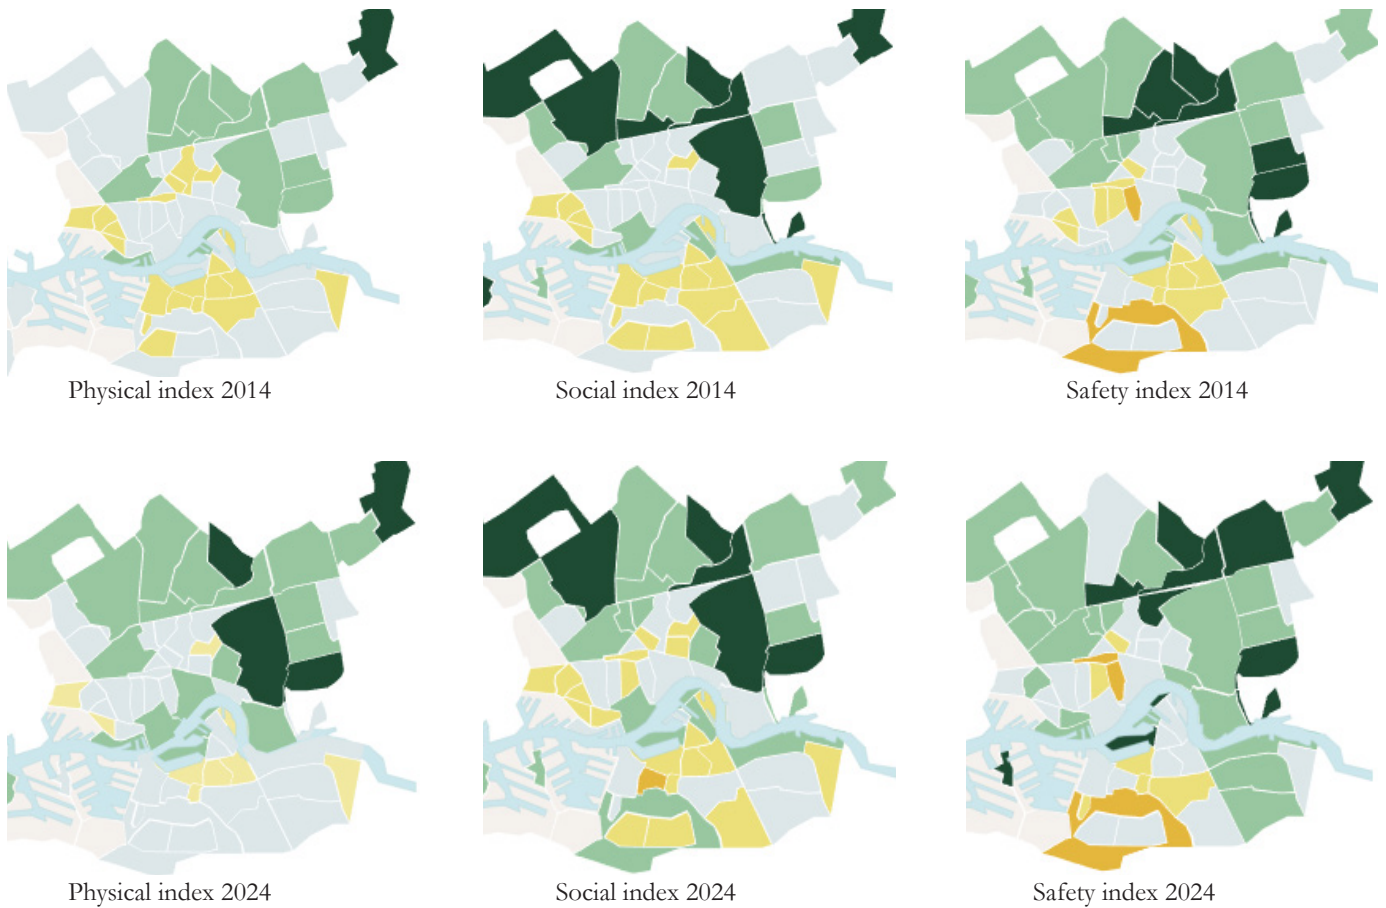 Physical index 2014
Social index 2014
Safety index 2014
Physical index 2024
Social index 2024
Safety index 2024